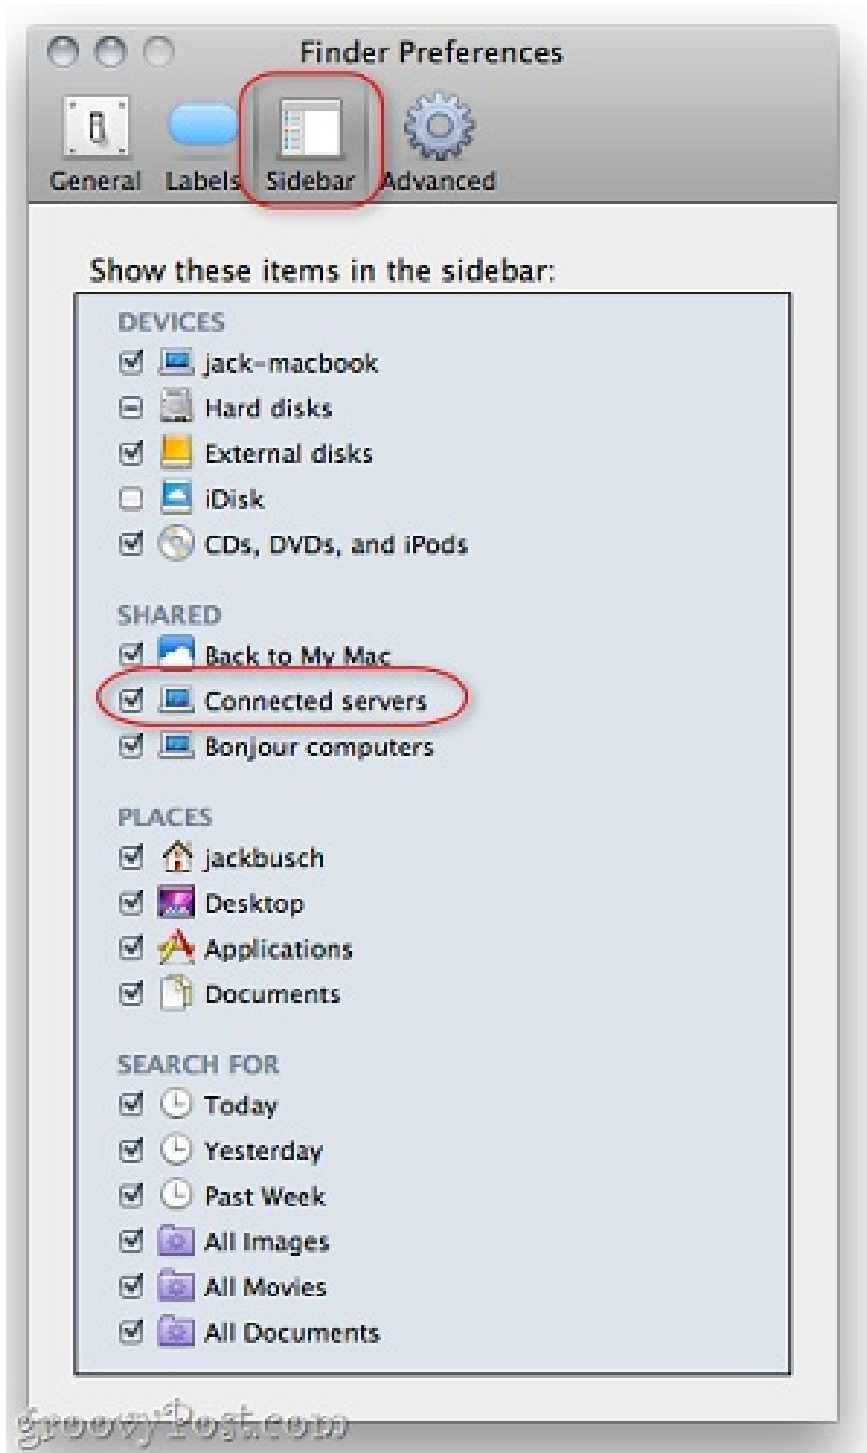 Finder Preferences
General Labels Sidebar Advanced
Show these items in the sidebar:
DEVICES
jack-macbook
Hard disks
External disks
iDisk
CDs, DVDs, and iPods
SHARED
Back to My Mac
Connected servers
Bonjour computers
PLACES
jackbusch
Desktop
Applications
Documents
SEARCH FOR
Today
Yesterday
Past Week
All Images
All Movies
All Documents
groovyPost.com